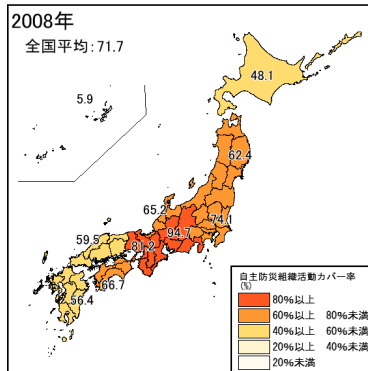 2008年
全国平均:71.7
48.1
5.9
62.4
65.2
74.1
94.7
59.5
81.2
66.7
56.4
自主防災組織活動カバー率
(%)
80%以上
60%以上 80%未満
40%以上 60%未満
20%以上 40%未満
20%未満